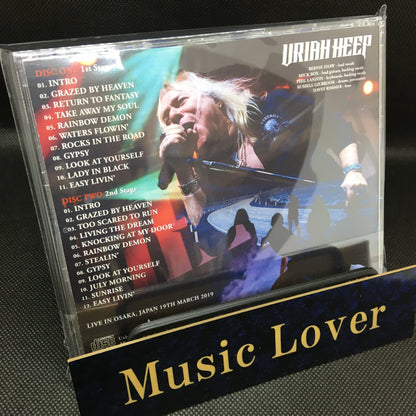 DISC ONE 1st Stage
01. INTRO
02. GRAZED BY HEAVEN
03. RETURN TO FANTASY
04. TAKE AWAY MY SOUL
05. RAINBOW DEMON
06. WATERS FLOWIN'
07. ROCKS IN THE ROAD
08. GYPSY
09. LOOK AT YOURSELF
10. LADY IN BLACK
11. EASY LIVIN'
DISC TWO 2nd Stage
01. INTRO
02. GRAZED BY HEAVEN
03. TOO SCARED TO RUN
04. LIVING THE DREAM
05. KNOCKING AT MY DOOR
06. RAINBOW DEMON
07. STEALIN'
08. GYPSY
09. LOOK AT YOURSELF
10. JULY MORNING
11. SUNRISE
12. EASY LIVIN'
LIVE IN OSAKA, JAPAN 19TH MARCH 2019
URIAH HEEP
BERNIE SHAW - lead vocals
MICK BOX - lead guitars, backing vocals
PHIL LANZON - keyboards, backing vocals
RUSSELL GILBROOK - drums, percussion
DAVEY RIMMER - bass
Music Lover